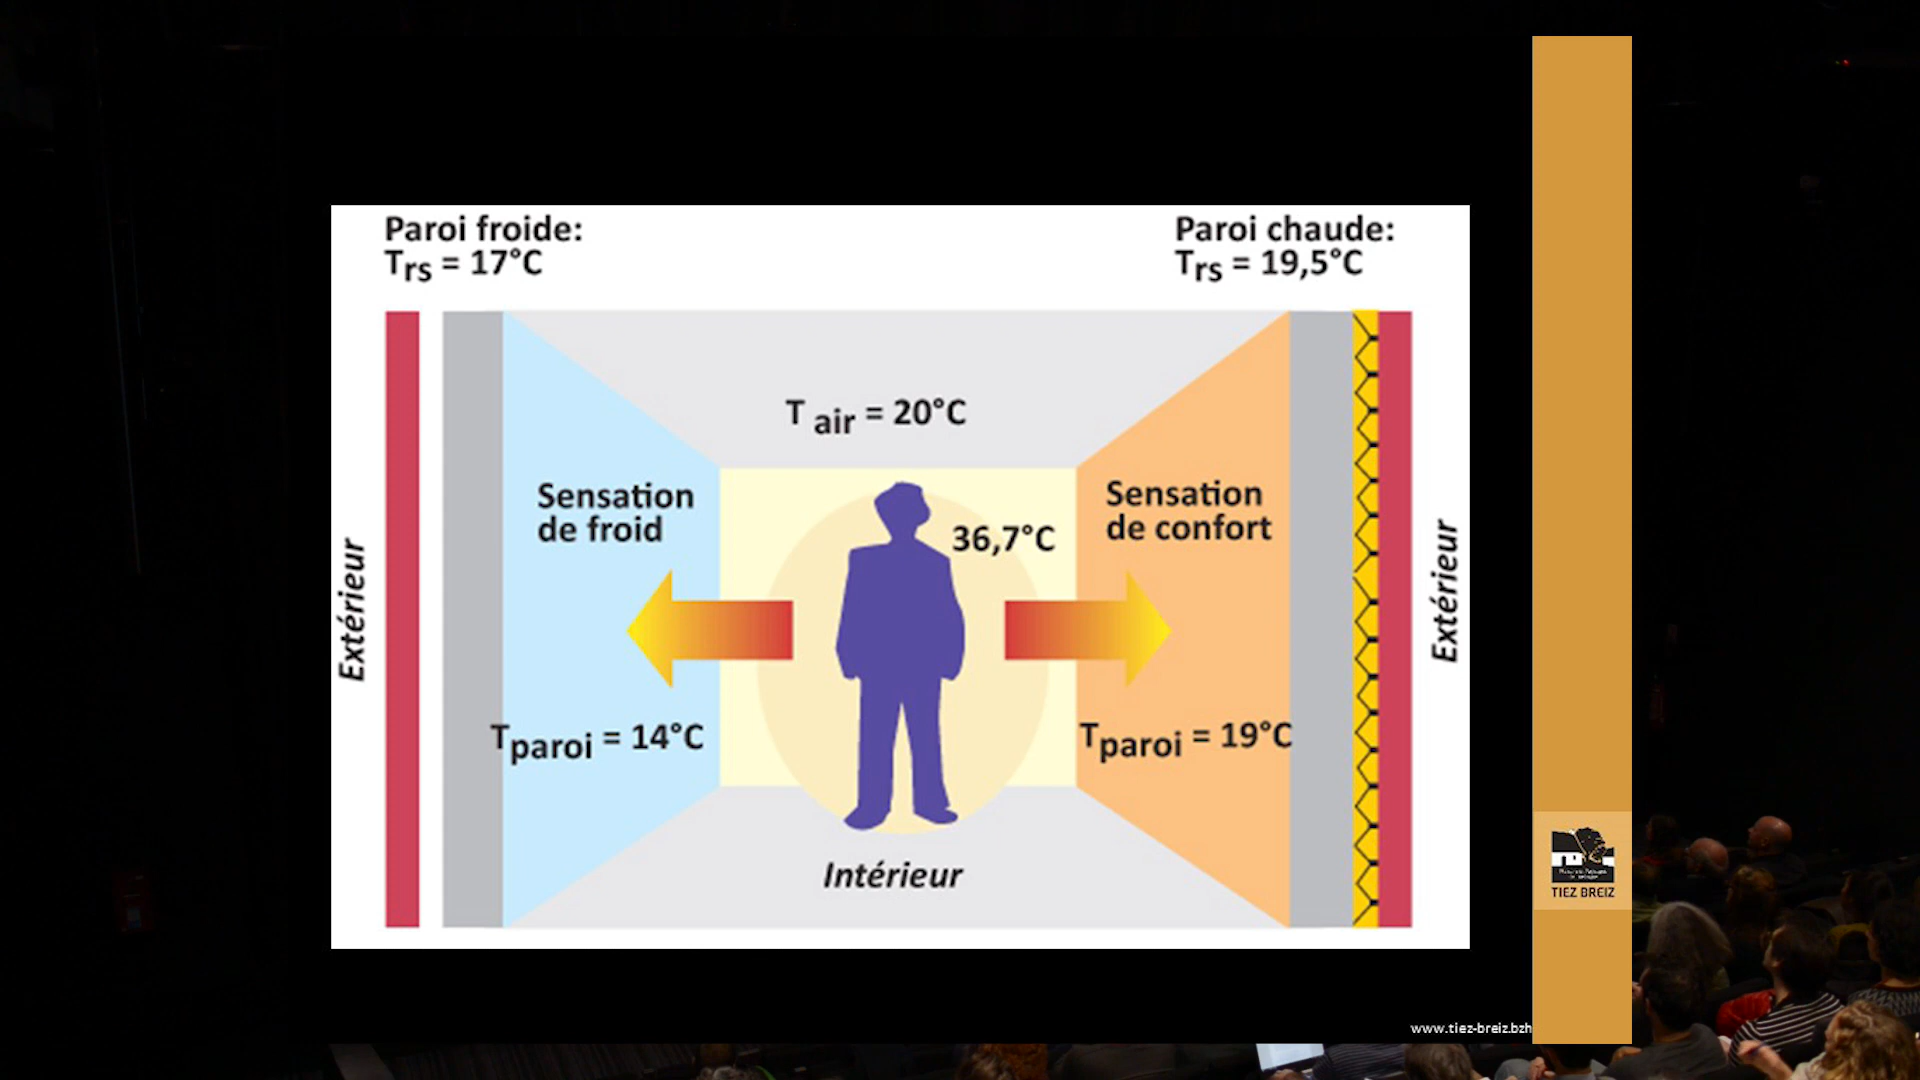 Paroi froide:
Trs = 17°C
Paroi chaude:
Trs = 19,5°C
T air = 20°C
Sensation
de froid
36,7°C
Sensation
de confort
Extérieur
Extérieur
Tparoi = 14°C
Tparoi = 19°C
Intérieur
TIEZ BREIZ
www.tiez-breiz.bzh